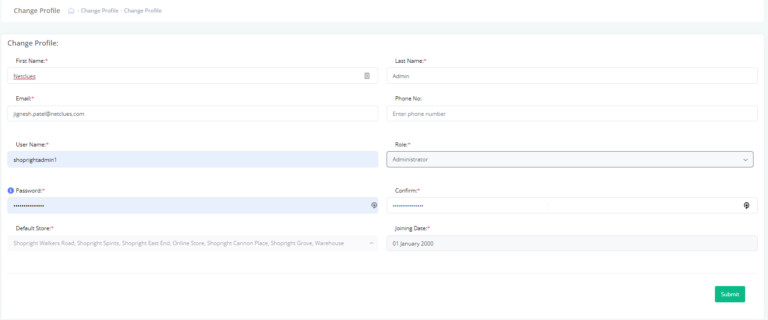 Change Profile - Change Profile - Change Profile
Change Profile:
First Name:* Last Name:*
Netclues Admin
Email:* Phone No:
jignesh.patel@netclues.com Enter phone number
User Name:* Role:*
shoprightadmin1 Administrator
Password:* Confirm:*
Default Store:* Joining Date:*
Shopright Walkers Road, Shopright Spirits, Shopright East End, Online Store, Shopright Cannon Place, Shopright Grove, Warehouse 01 January 2000
Submit